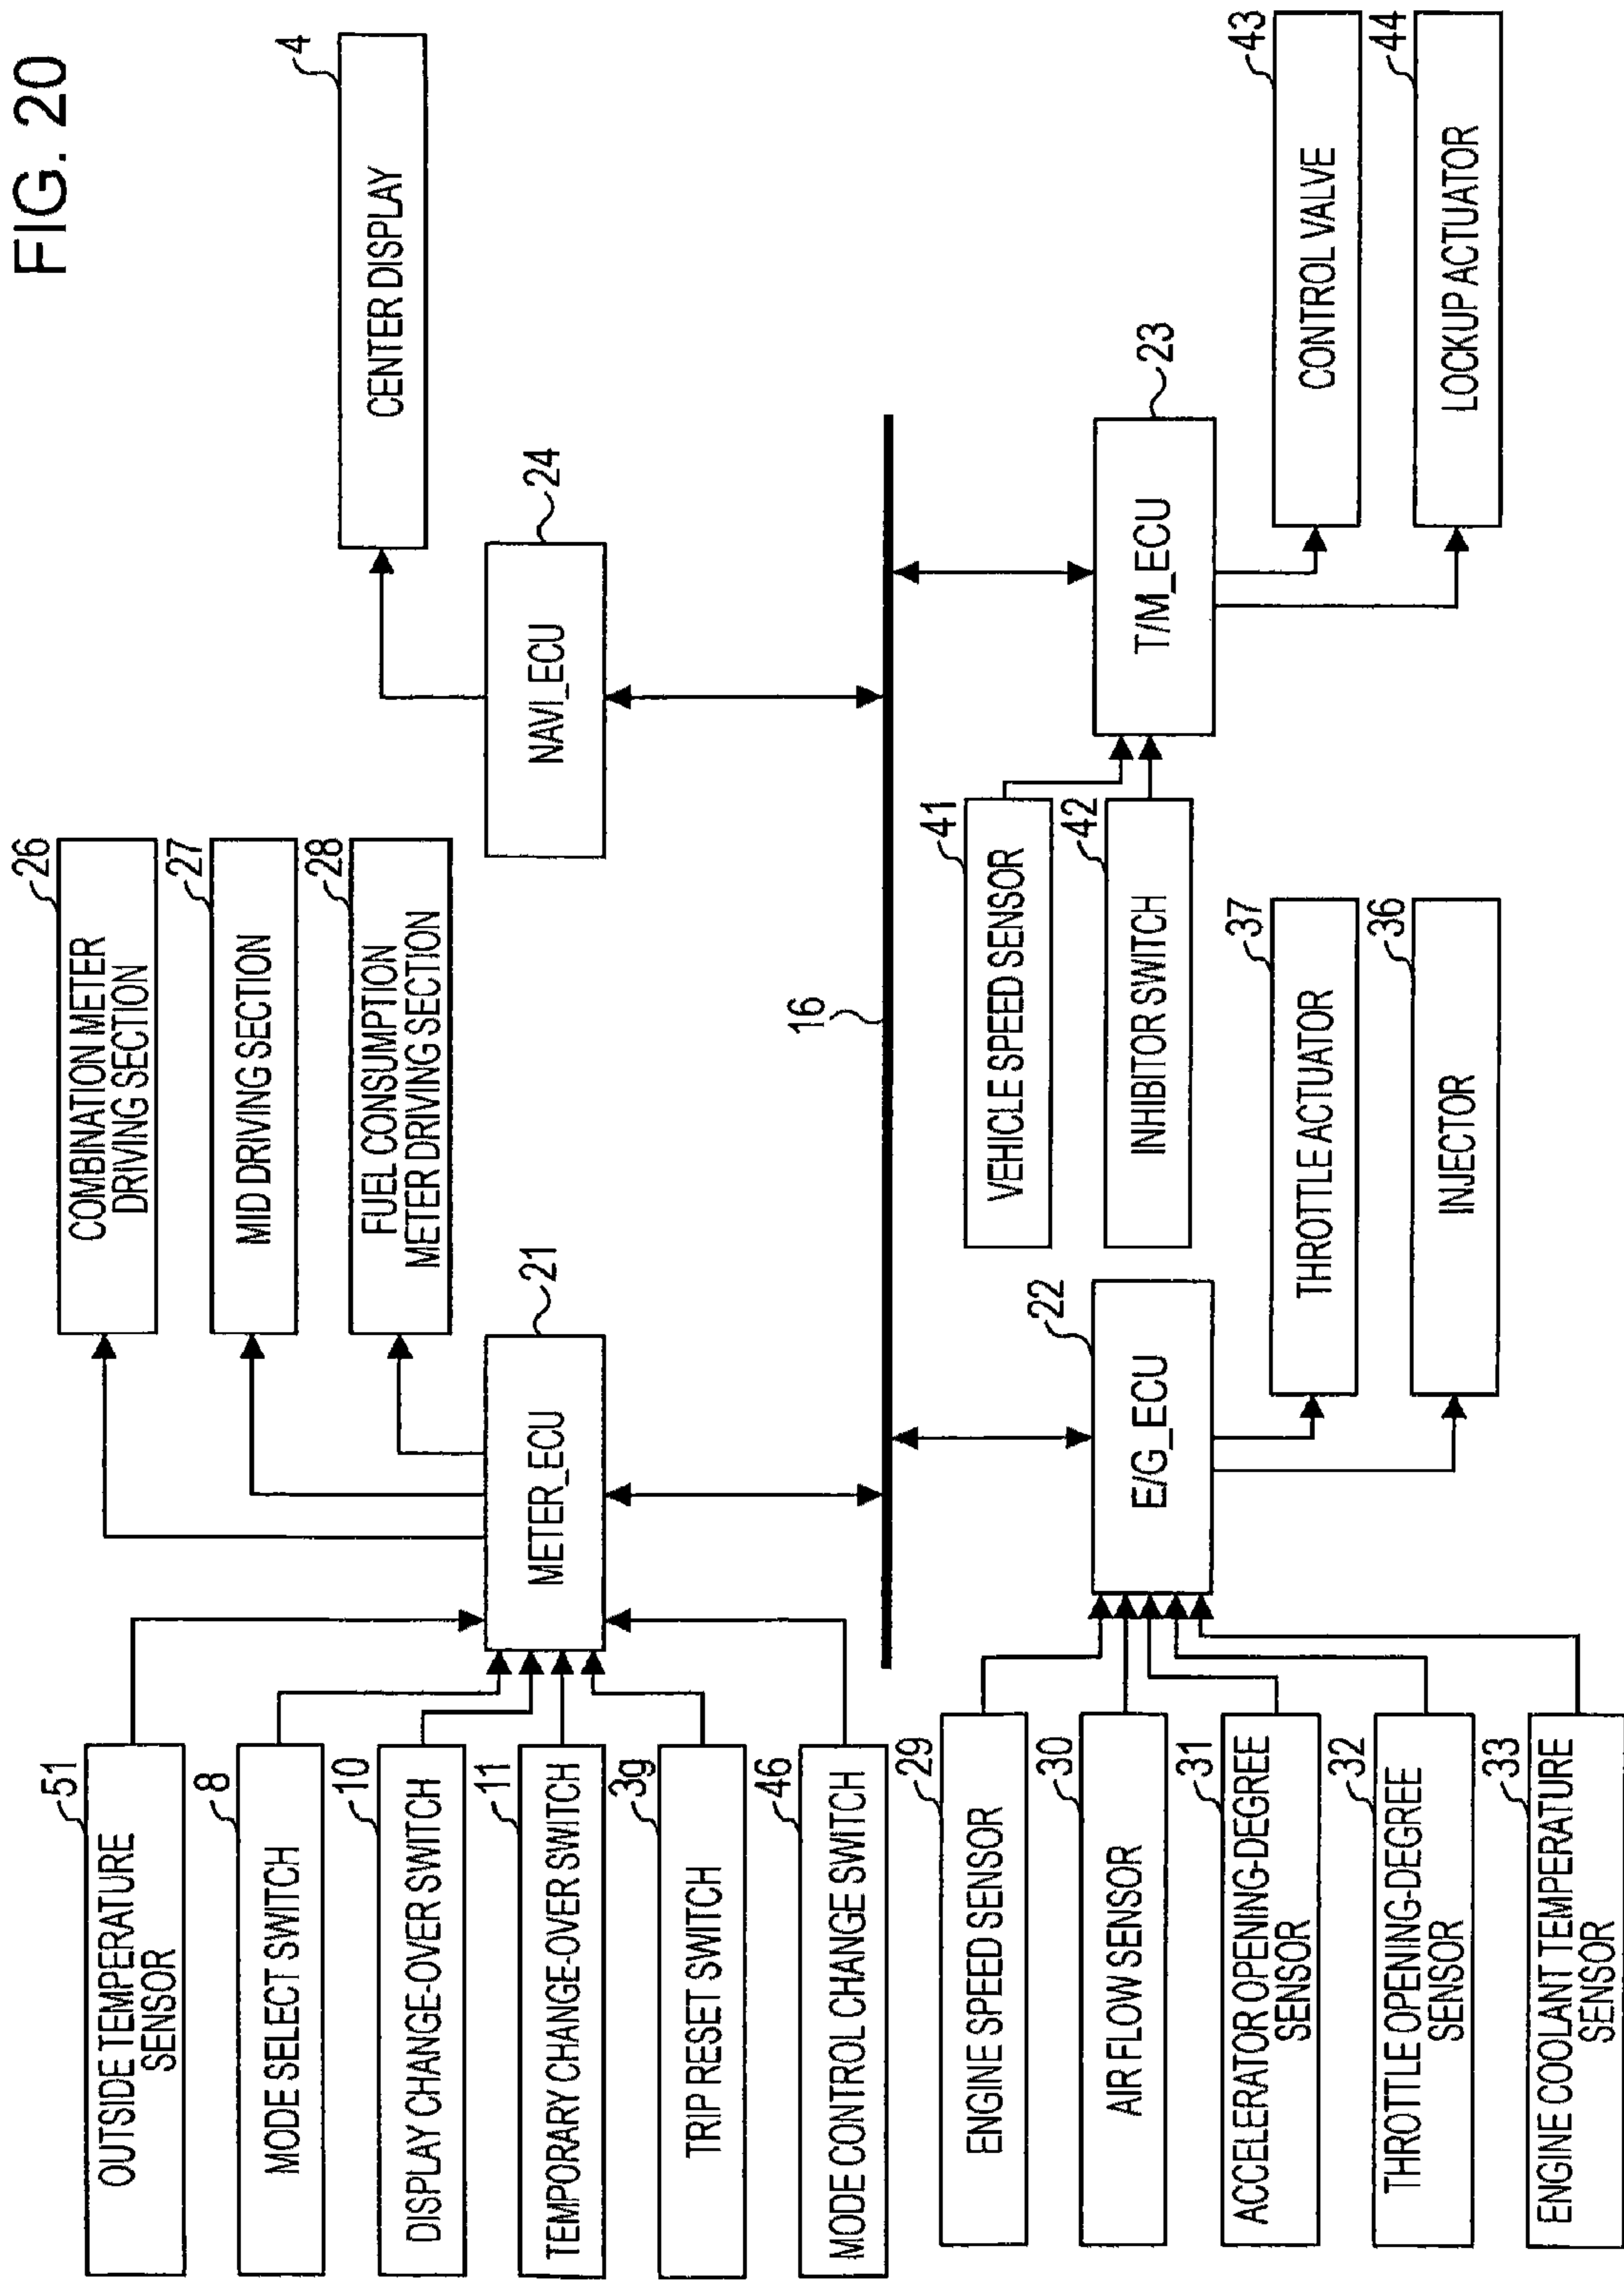 FIG. 20
51
OUTSIDE TEMPERATURE
SENSOR
8
MODE SELECT SWITCH
10
DISPLAY CHANGE-OVER SWITCH
11
TEMPORARY CHANGE-OVER SWITCH
3g
TRIP RESET SWITCH
46
MODE CONTROL CHANGE SWITCH
21
METER_ECU
26
COMBINATION METER
DRIVING SECTION
27
MID DRIVING SECTION
28
FUEL CONSUMPTION
METER DRIVING SECTION
24
NAVI_ECU
4
CENTER DISPLAY
16
29
ENGINE SPEED SENSOR
30
AIR FLOW SENSOR
31
ACCELERATOR OPENING-DEGREE
SENSOR
32
THROTTLE OPENING-DEGREE
SENSOR
33
ENGINE COOLANT TEMPERATURE
SENSOR
22
E/G_ECU
37
THROTTLE ACTUATOR
36
INJECTOR
41
VEHICLE SPEED SENSOR
42
INHIBITOR SWITCH
23
T/M_ECU
43
CONTROL VALVE
44
LOCKUP ACTUATOR